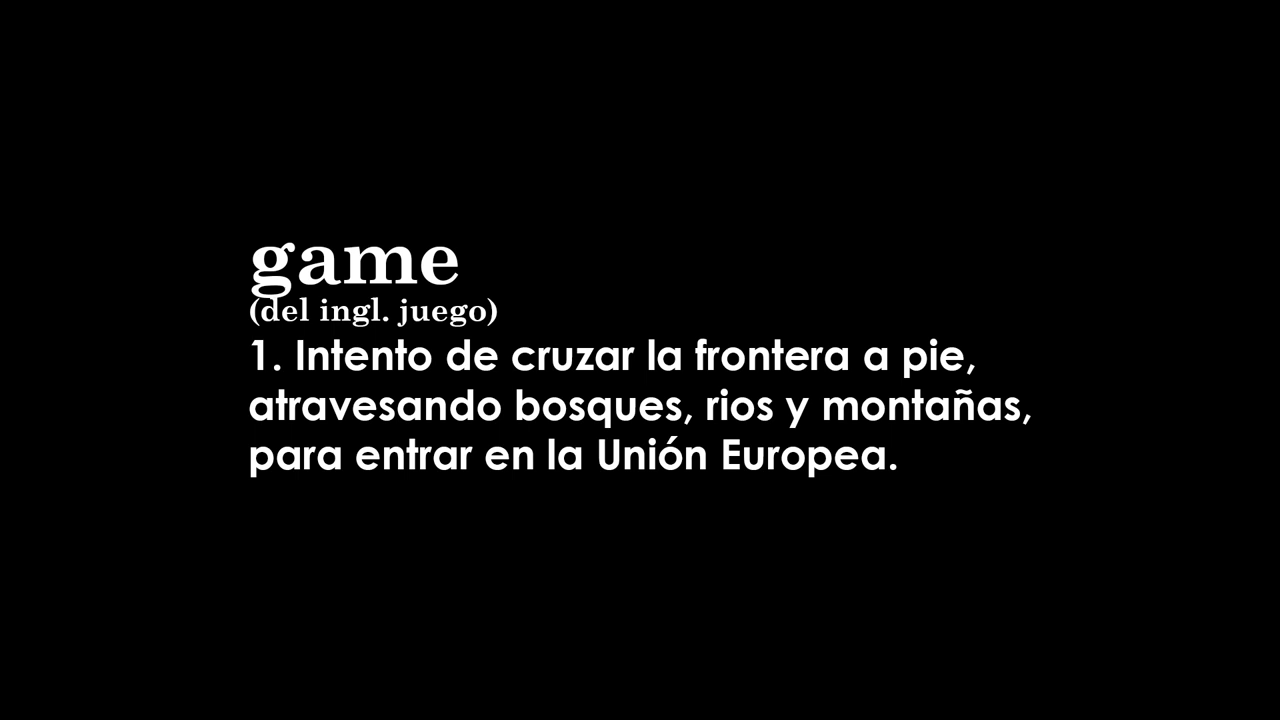 game
(del ingl. juego)
1. Intento de cruzar la frontera a pie,
atravesando bosques, rios y montañas,
para entrar en la Unión Europea.